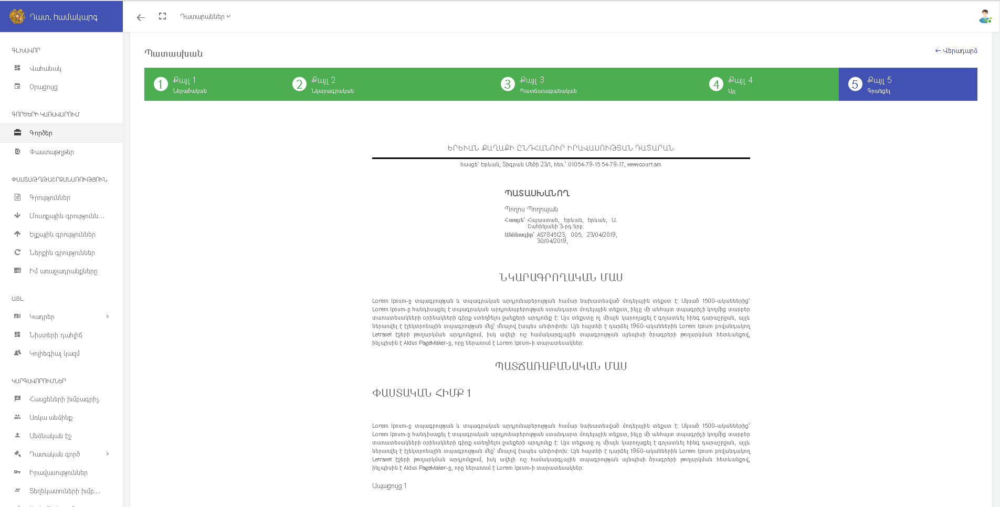 Դատ. համակարգ
Դատարաններ
ԳԼԽԱՎՈՐ
Վահանակ
Օրացույց
ԳՈՐԾԵՐԻ ԿԱՌԱՎԱՐՈՒՄ
Գործեր
Փաստաթղթեր
ՓԱՍՏԱԹՂԹԱՇՐՋԱՆԱՌՈՒԹՅՈՒՆ
Գրություններ
Մուտքային գրությունն...
Ելքային գրություններ
Ներքին գրություններ
Իմ առաջադրանքները
ԱՅԼ
Կադրեր
Նիստերի դահլիճ
Կոլիեգիալ կազմ
ԿԱՐԳԱՎՈՐՈՒՄՆԵՐ
Հասցեների խմբագրիչ
Առկա անձինք
Անձնական էջ
Դատական գործ
Իրավասություններ
Տեղեկատուների խմբ...
Պատասխան
← Վերադարձ
1 Քայլ 1
Ներածական
2 Քայլ 2
Նկարագրական
3 Քայլ 3
Պատճառաբանական
4 Քայլ 4
Այլ
5 Քայլ 5
Գրանցել
ԵՐԵՒԱՆ ՔԱՂԱՔԻ ԸՆԴՀԱՆՈՒՐ ԻՐԱՎԱՍՈՒԹՅԱՆ ԴԱՏԱՐԱՆ
հասցե՝ Երևան, Տիգրան Մեծի 23/1, հեռ.՝ 01054-79-15 54-79-17, www.court.am
ՊԱՏԱՍԽԱՆՈՂ
Պողոս Պողոսյան
Հասցե՝ Հայաստան, Երևան, Երևան, Ա.
Շահինյանի 3-րդ նրբ.
Անձնագիր՝ AS7845123, 005, 23/04/2019,
30/04/2019,
ՆԿԱՐԱԳՐՈՂԱԿԱՆ ՄԱՍ
Lorem Ipsum-ը տպագրության և տպագրական արդյունաբերության համար նախատեսված մոդելային տեքստ է: Սկսած 1500-ականներից՝
Lorem Ipsum-ը հանդիսացել է տպագրական արդյունաբերության ստանդարտ մոդելային տեքստ, ինչը մի անհայտ տպագրիչի կողմից տարբեր
տառատեսակների օրինակների գիրք ստեղծելու ջանքերի արդյունք է: Այս տեքստը ոչ միայն կարողացել է գոյատևել հինգ դարաշրջան, այլև
ներառվել է էլեկտրոնային տպագրության մեջ՝ մնալով էապես անփոփոխ: Այն հայտնի է դարձել 1960-ականներին Lorem Ipsum բովանդակող
Letraset էջերի թողարկման արդյունքում, իսկ ավելի ուշ համակարգչային տպագրության այնպիսի ծրագրերի թողարկման հետևանքով,
ինչպիսին է Aldus PageMaker-ը, որը ներառում է Lorem Ipsum-ի տարատեսակներ:
ՊԱՏՃԱՌԱԲԱՆԱԿԱՆ ՄԱՍ
ՓԱՍՏԱԿԱՆ ՀԻՄՔ 1
Lorem Ipsum-ը տպագրության և տպագրական արդյունաբերության համար նախատեսված մոդելային տեքստ է: Սկսած 1500-ականներից՝
Lorem Ipsum-ը հանդիսացել է տպագրական արդյունաբերության ստանդարտ մոդելային տեքստ, ինչը մի անհայտ տպագրիչի կողմից տարբեր
տառատեսակների օրինակների գիրք ստեղծելու ջանքերի արդյունք է: Այս տեքստը ոչ միայն կարողացել է գոյատևել հինգ դարաշրջան, այլև
ներառվել է էլեկտրոնային տպագրության մեջ՝ մնալով էապես անփոփոխ: Այն հայտնի է դարձել 1960-ականներին Lorem Ipsum բովանդակող
Letraset էջերի թողարկման արդյունքում, իսկ ավելի ուշ համակարգչային տպագրության այնպիսի ծրագրերի թողարկման հետևանքով,
ինչպիսին է Aldus PageMaker-ը, որը ներառում է Lorem Ipsum-ի տարատեսակներ:
Ապացույց 1